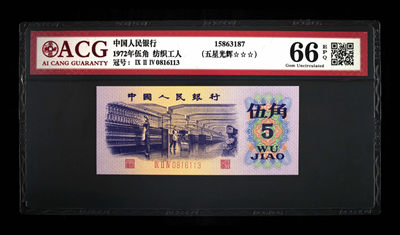 ACG
AI CANG GUARANTY
中国人民银行
1972年伍角 纺织工人
冠号：IX II IV 0816113
15863187
(五星光辉☆☆☆)
66 EPQ
Gem Uncirculated
中国人民银行
伍角
5
WU
JIAO
IX II IV 0816113